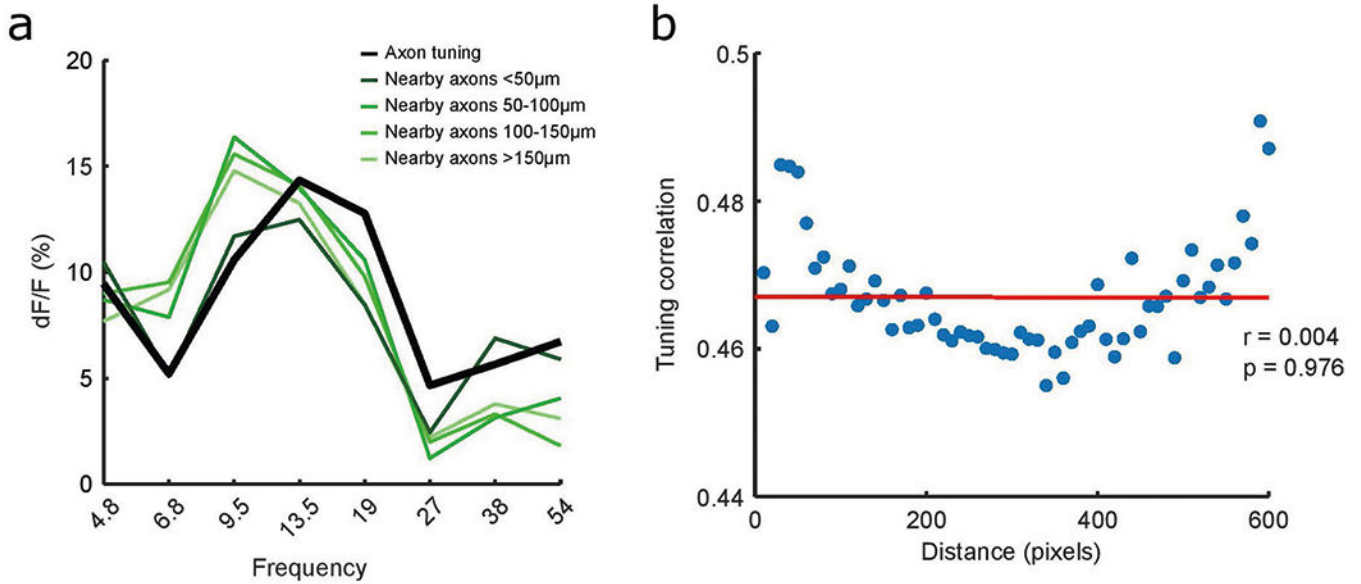 a
20
15
10
5
0
dF/F (%)
Axon tuning
Nearby axons <50µm
Nearby axons 50-100µm
Nearby axons 100-150µm
Nearby axons >150µm
4.8
6.8
9.5
13.5
19
27
38
54
Frequency
b
0.5
0.48
0.46
0.44
Tuning correlation
r = 0.004
p = 0.976
0
200
400
600
Distance (pixels)